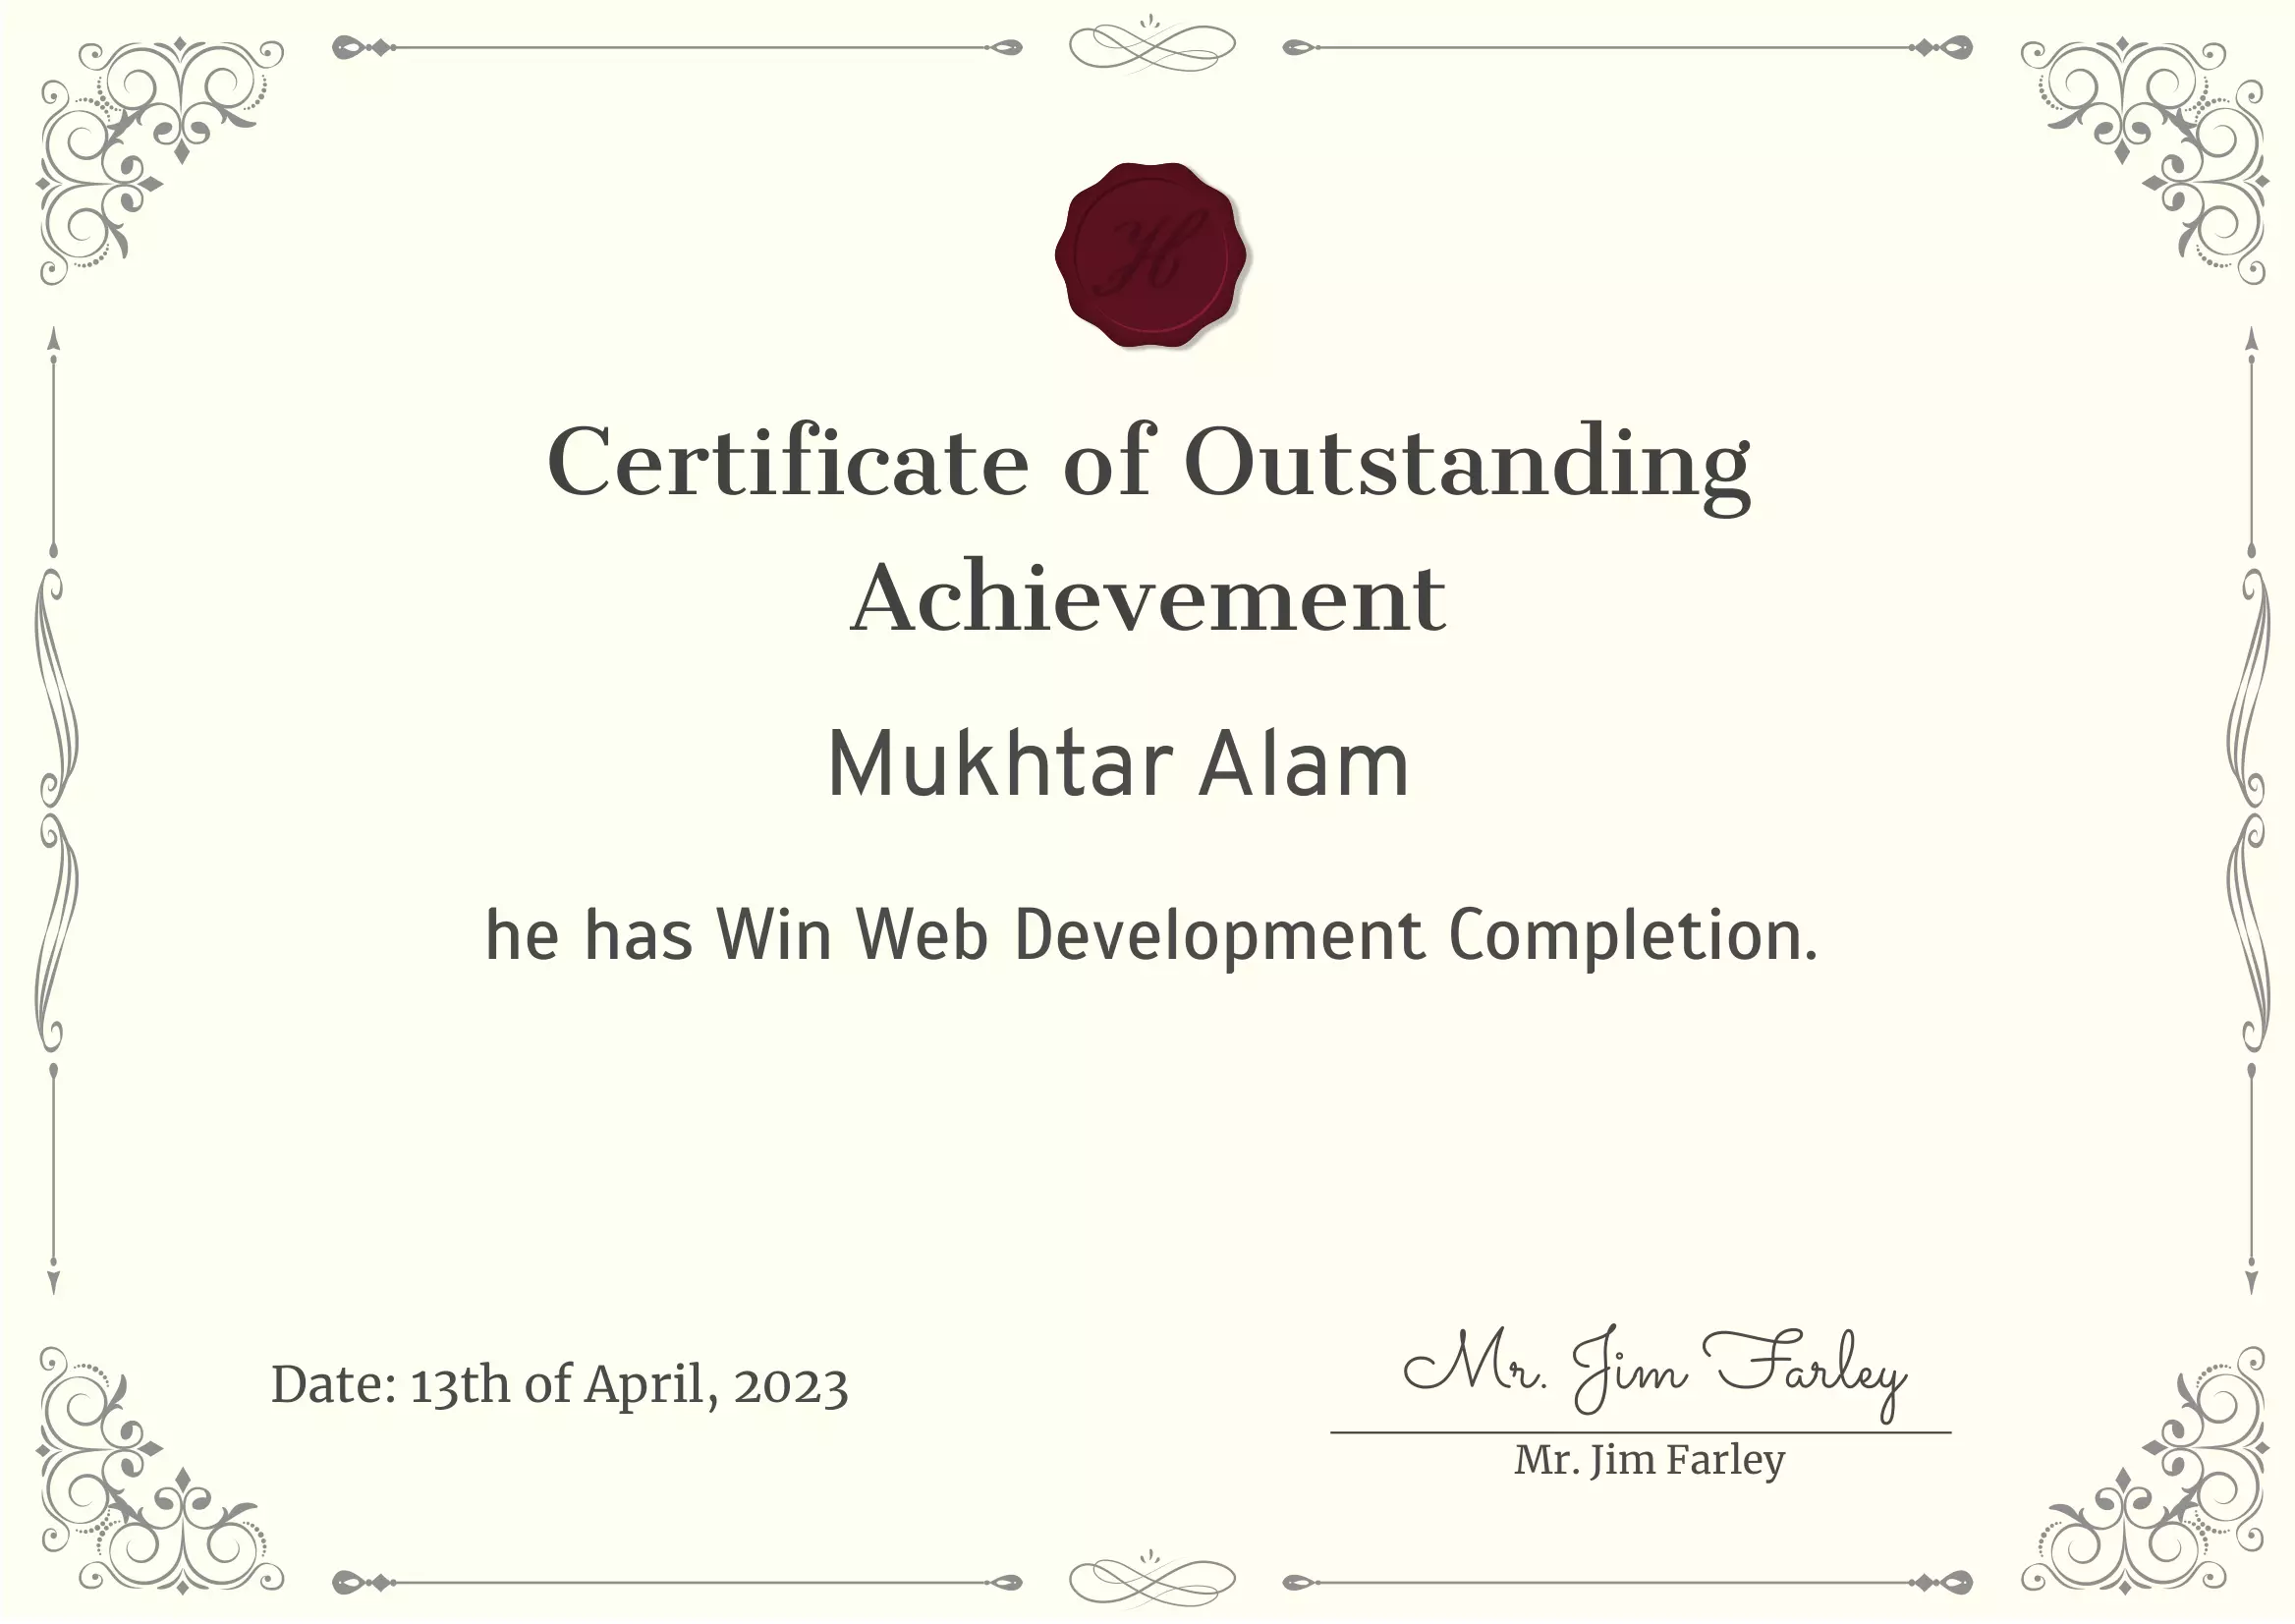 H
Certificate of Outstanding
Achievement
Mukhtar Alam
he has Win Web Development Completion.
Date: 13th of April, 2023
Mr. Jim Farley
Mr. Jim Farley